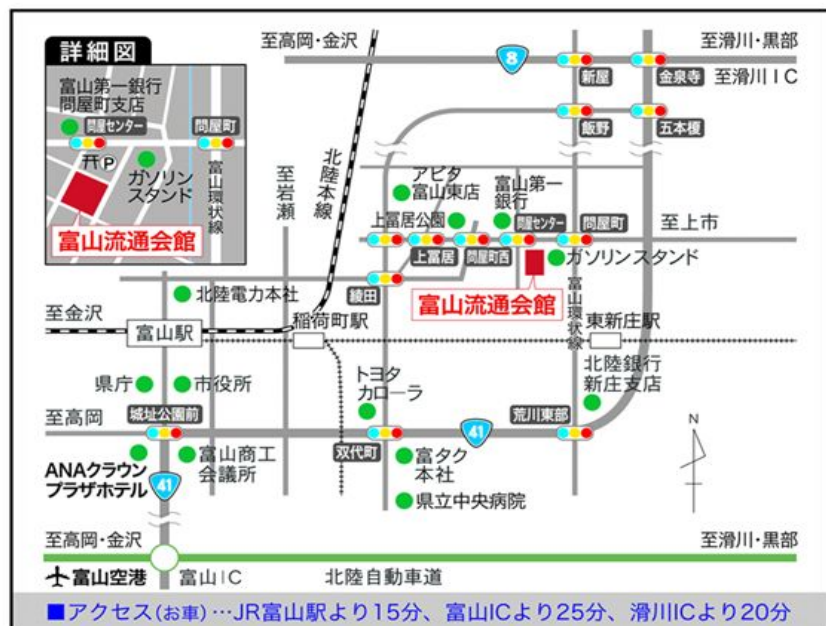 詳細図
富山第一銀行
問屋町支店
問屋センター
問屋町
P
ガソリン
スタンド
富山環状線
富山流通会館
至高岡・金沢
8
新屋
金泉寺
至滑川・黒部
至滑川IC
飯野
五本榎
北陸本線
至岩瀬
アピタ
富山東店
富山第一
銀行
上冨居公園
問屋センター
問屋町
至上市
上冨居
問屋町西
ガソリンスタンド
綾田
富山流通会館
富山環状線
北陸電力本社
至金沢
富山駅
稲荷町駅
東新庄駅
県庁
市役所
トヨタ
カローラ
北陸銀行
新庄支店
至高岡
城址公園前
双代町
41
荒川東部
N
ANAクラウン
プラザホテル
41
富山商工
会議所
富タク
本社
県立中央病院
至高岡・金沢
至滑川・黒部
富山空港
富山IC
北陸自動車道
■アクセス(お車)…JR富山駅より15分、富山ICより25分、滑川ICより20分